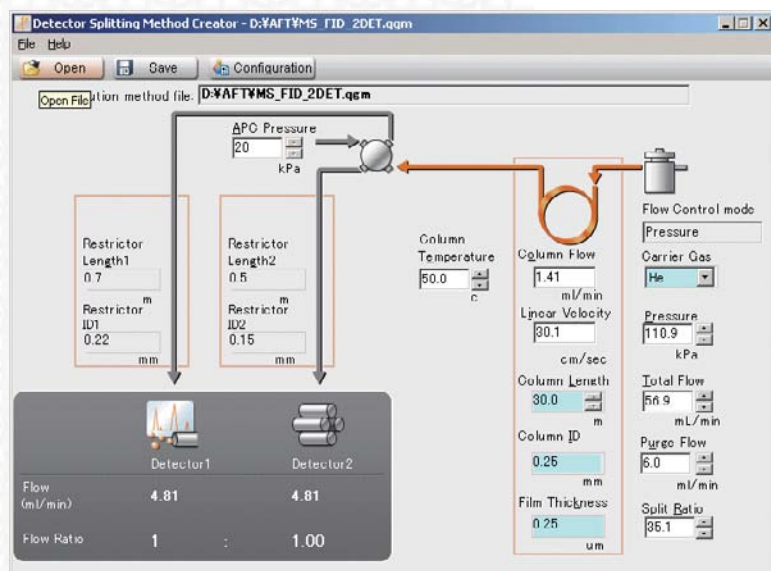 Detector Splitting Method Creator - D:¥AFT¥MS_FID_2DET.qgm
File Help
Open Save Configuration
Open File ution method file: D:¥AFT¥MS_FID_2DET.qgm
APC Pressure
20
kPa
Restrictor
Length1
0.7
m
Restrictor
ID1
0.22
mm
Restrictor
Length2
0.5
m
Restrictor
ID2
0.15
mm
Column
Temperature
50.0
c
Column Flow
1.41
ml/min
Linear Velocity
30.1
cm/sec
Column Length
30.0
m
Column ID
0.25
mm
Film Thickness
0.25
um
Flow Control mode
Pressure
Carrier Gas
He
Pressure
110.9
kPa
Total Flow
56.9
mL/min
Purge Flow
6.0
ml/min
Split Ratio
35.1
Detector1 Detector2
Flow
(ml/min) 4.81 4.81
Flow Ratio 1 : 1.00